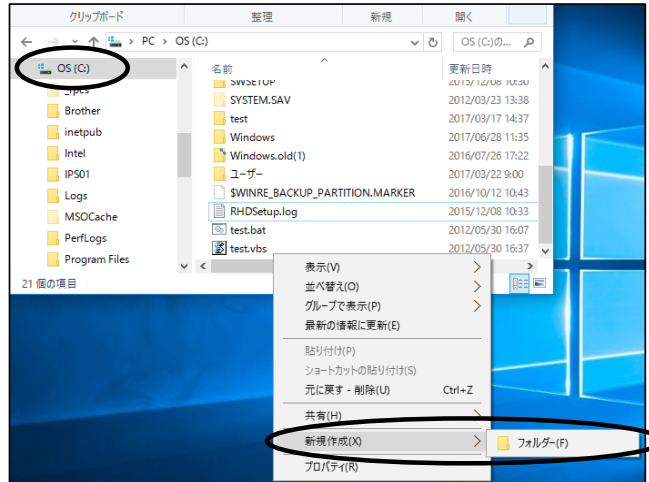 クリップボード 整理 新規 開く
PC > OS (C:) OS (C:)の...
OS (C:)
_rpcs
Brother
inetpub
Intel
IPS01
Logs
MSOCache
PerfLogs
Program Files
名前 更新日時
SWSETUP 2015/12/08 10:50
SYSTEM.SAV 2012/03/23 13:38
test 2017/03/17 14:37
Windows 2017/06/28 11:35
Windows.old(1) 2016/07/26 17:22
ユーザー 2017/03/22 9:00
$WINRE_BACKUP_PARTITION.MARKER 2016/10/12 10:43
RHDSetup.log 2015/12/08 10:33
test.bat 2012/05/30 16:07
test.vbs 2012/05/30 16:37
21 個の項目
表示(V)
並べ替え(O)
グループで表示(P)
最新の情報に更新(E)
貼り付け(P)
ショートカットの貼り付け(S)
元に戻す - 削除(U) Ctrl+Z
共有(H)
新規作成(X)
プロパティ(R)
フォルダー(F)